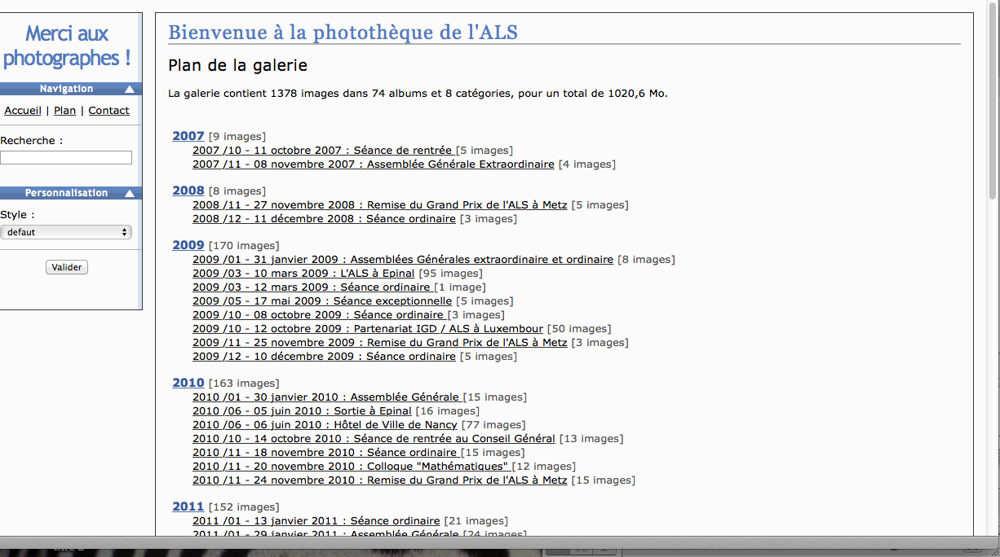 Merci aux
photographes !
Navigation
Accueil | Plan | Contact
Recherche :
Personnalisation
Style :
defaut
Valider
Bienvenue à la photothèque de l'ALS
Plan de la galerie
La galerie contient 1378 images dans 74 albums et 8 catégories, pour un total de 1020,6 Mo.
2007 [9 images]
2007 /10 - 11 octobre 2007 : Séance de rentrée [5 images]
2007 /11 - 08 novembre 2007 : Assemblée Générale Extraordinaire [4 images]
2008 [8 images]
2008 /11 - 27 novembre 2008 : Remise du Grand Prix de l'ALS à Metz [5 images]
2008 /12 - 11 décembre 2008 : Séance ordinaire [3 images]
2009 [170 images]
2009 /01 - 31 janvier 2009 : Assemblées Générales extraordinaire et ordinaire [8 images]
2009 /03 - 10 mars 2009 : L'ALS à Epinal [95 images]
2009 /03 - 12 mars 2009 : Séance ordinaire [1 image]
2009 /05 - 17 mai 2009 : Séance exceptionnelle [5 images]
2009 /10 - 08 octobre 2009 : Séance ordinaire [3 images]
2009 /10 - 12 octobre 2009 : Partenariat IGD / ALS à Luxembour [50 images]
2009 /11 - 25 novembre 2009 : Remise du Grand Prix de l'ALS à Metz [3 images]
2009 /12 - 10 décembre 2009 : Séance ordinaire [5 images]
2010 [163 images]
2010 /01 - 30 janvier 2010 : Assemblée Générale [15 images]
2010 /06 - 05 juin 2010 : Sortie à Epinal [16 images]
2010 /06 - 06 juin 2010 : Hôtel de Ville de Nancy [77 images]
2010 /10 - 14 octobre 2010 : Séance de rentrée au Conseil Général [13 images]
2010 /11 - 18 novembre 2010 : Séance ordinaire [15 images]
2010 /11 - 20 novembre 2010 : Colloque "Mathématiques" [12 images]
2010 /11 - 24 novembre 2010 : Remise du Grand Prix de l'ALS à Metz [15 images]
2011 [152 images]
2011 /01 - 13 janvier 2011 : Séance ordinaire [21 images]
2011 /01 - 29 janvier 2011 : Assemblée Générale [24 images]